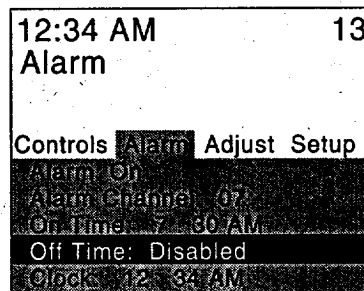 12:34 AM 13
Alarm
Controls Alarm Adjust Setup
Alarm: On
Alarm Channel: 07
On Time: 7:30 AM
Off Time: Disabled
Clock: 12:34 AM